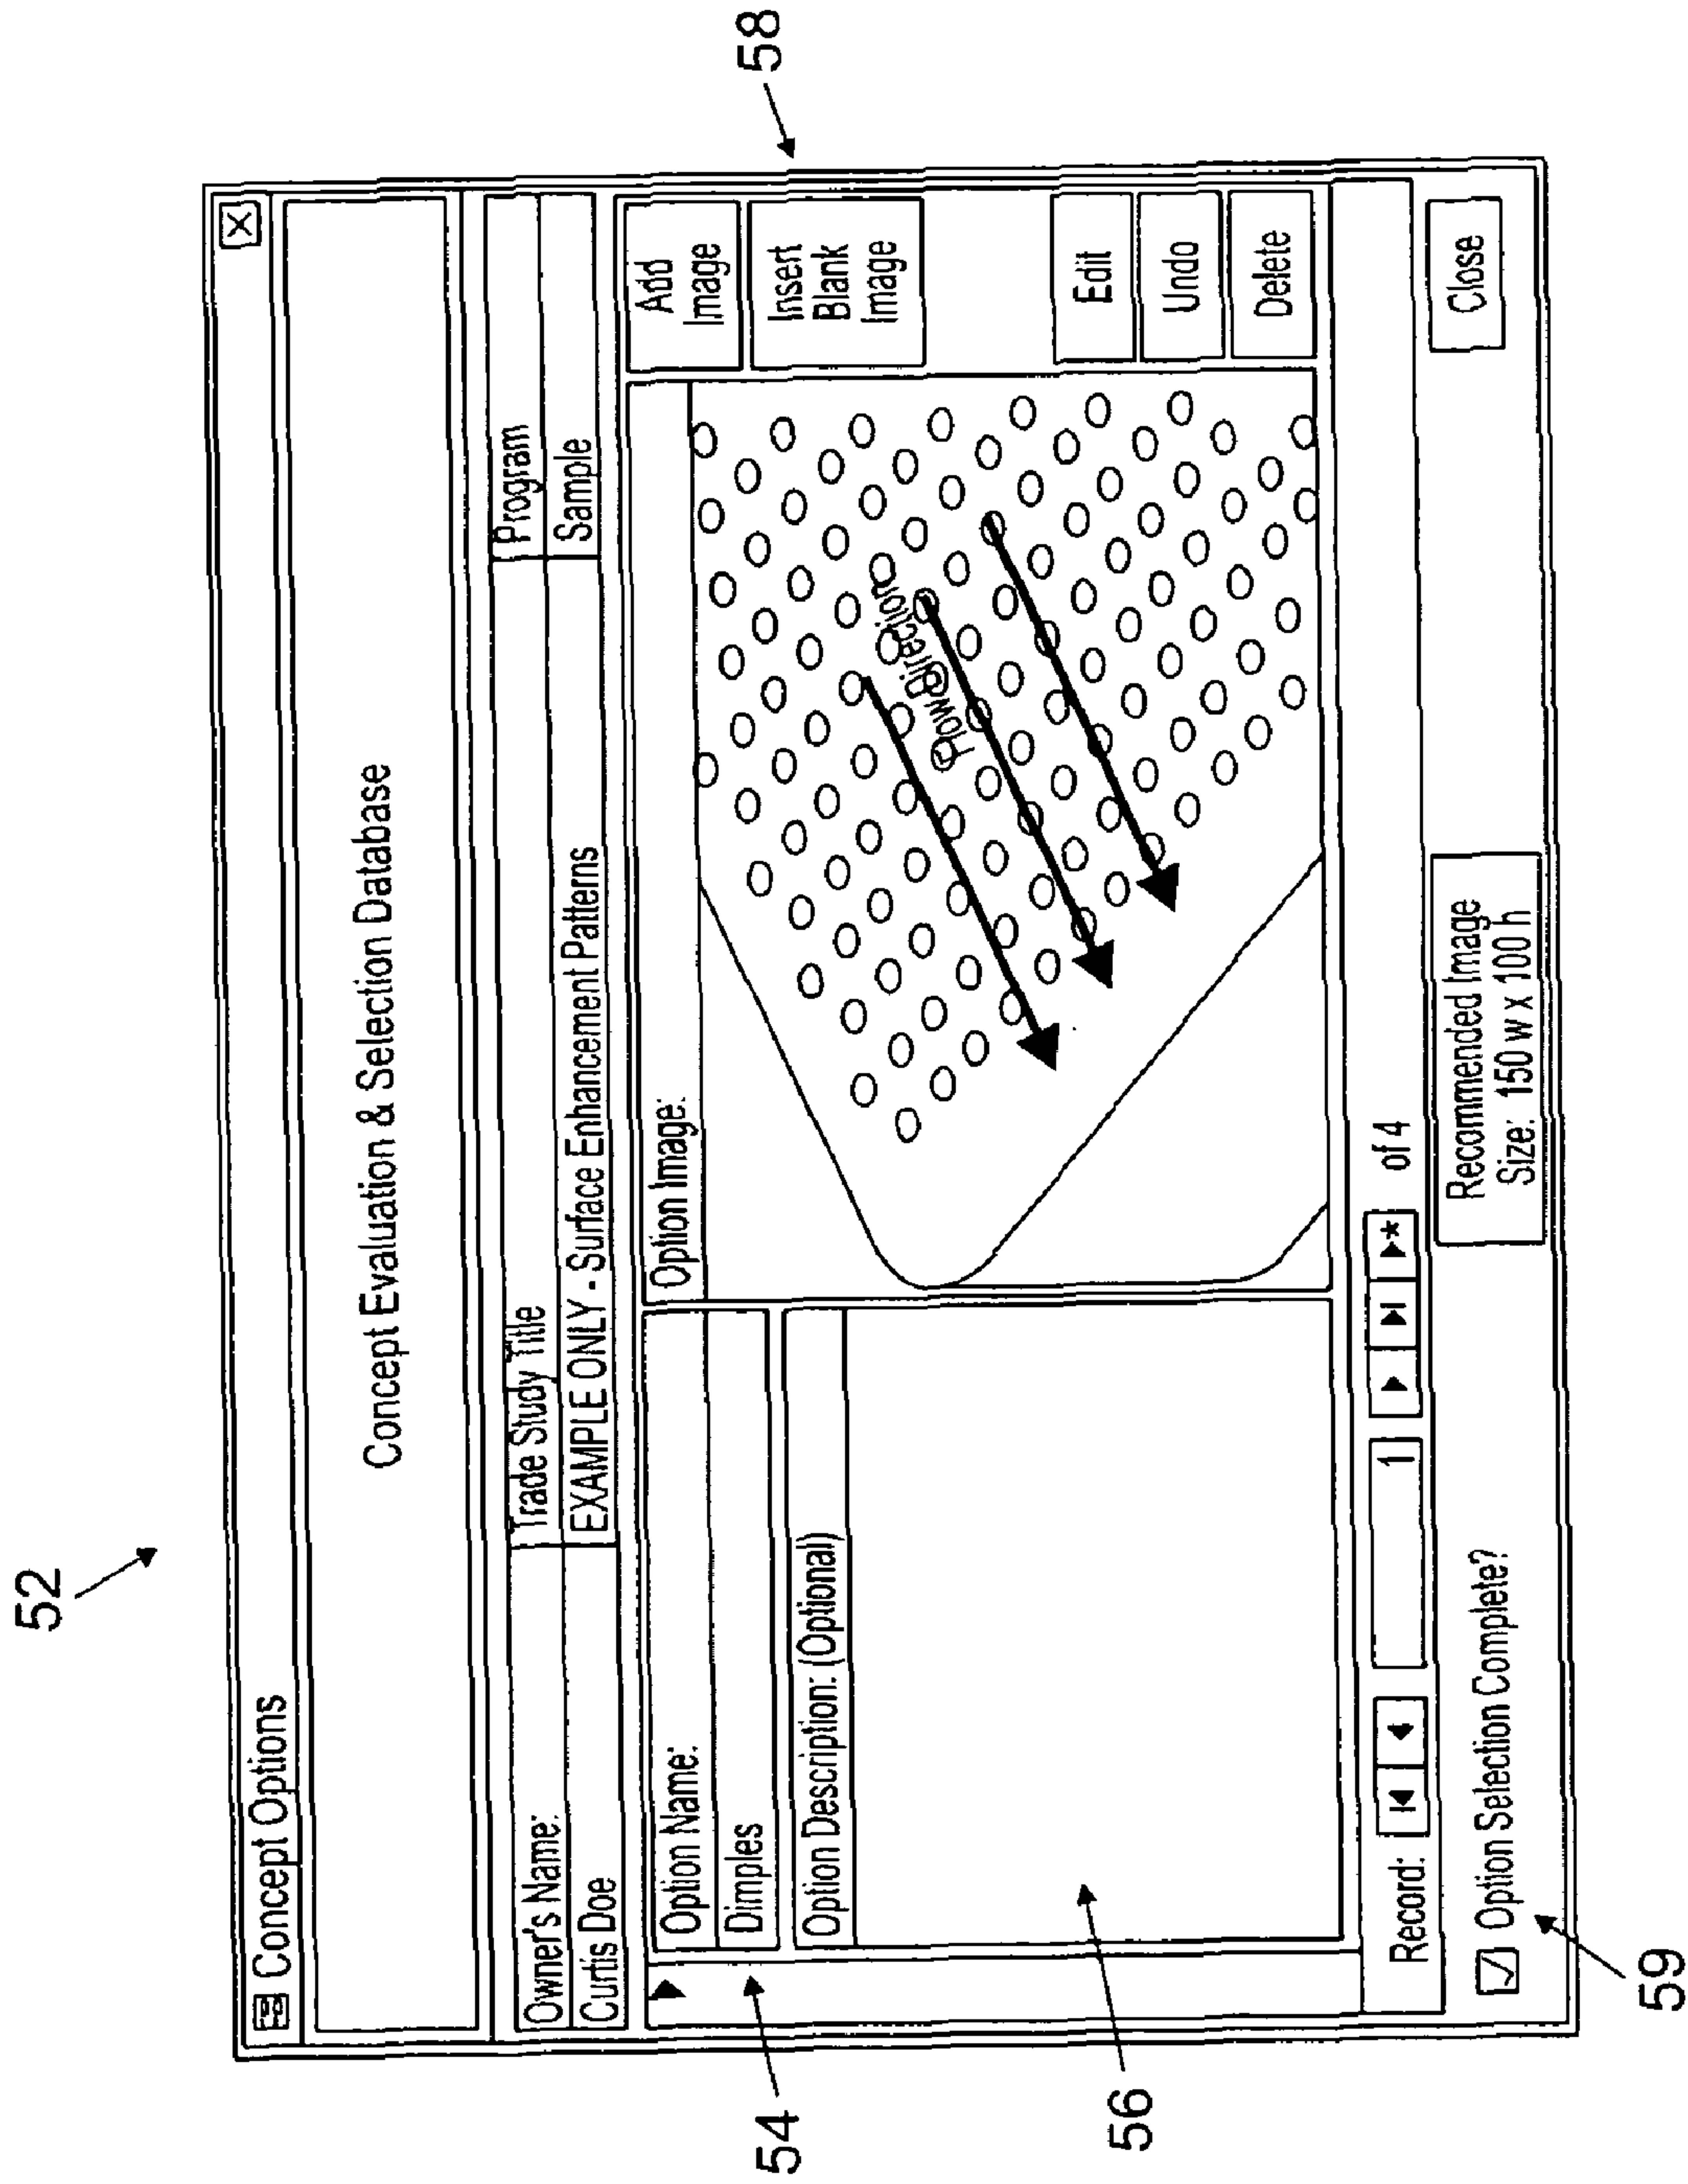 52
58
Concept Options
X
Concept Evaluation & Selection Database
Owner's Name:
Trade Study Title
Program
Curtis Doe
EXAMPLE ONLY - Surface Enhancement Patterns
Sample
54
Option Name:
Dimples
Option Description: (Optional)
56
Option Image:
Flow Direction
Add
Image
Insert
Blank
Image
Edit
Undo
Delete
Record:
1
of 4
Option Selection Complete?
59
Recommended Image
Size: 150 w x 100 h
Close